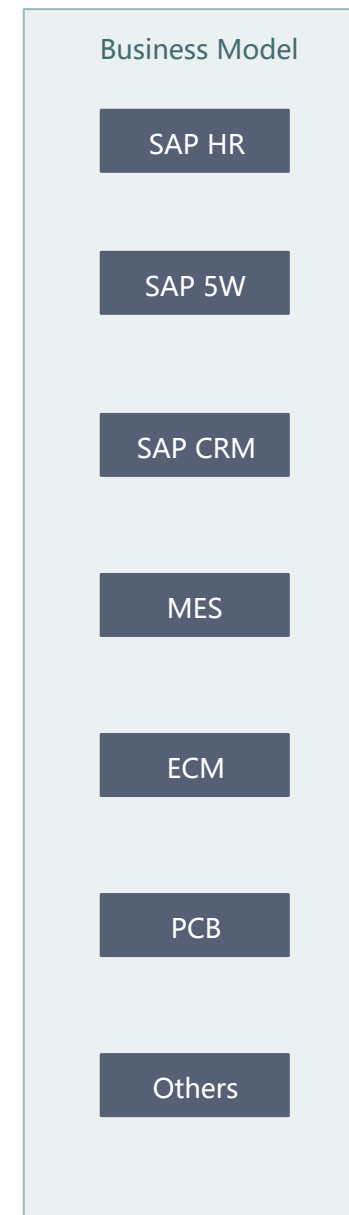 Business Model
SAP HR
SAP 5W
SAP CRM
MES
ECM
PCB
Others